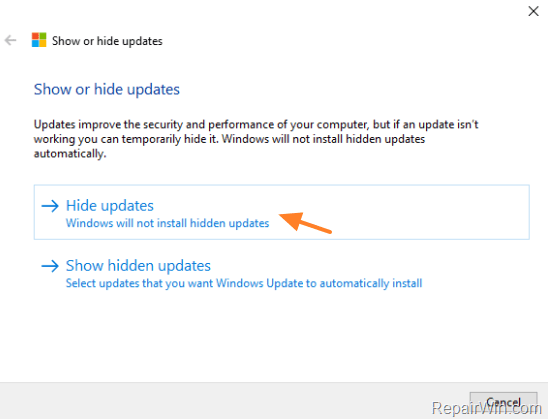 Show or hide updates
Show or hide updates
Updates improve the security and performance of your computer, but if an update isn't
working you can temporarily hide it. Windows will not install hidden updates
automatically.
Hide updates
Windows will not install hidden updates
Show hidden updates
Select updates that you want Windows Update to automatically install
Cancel
RepairWin.com